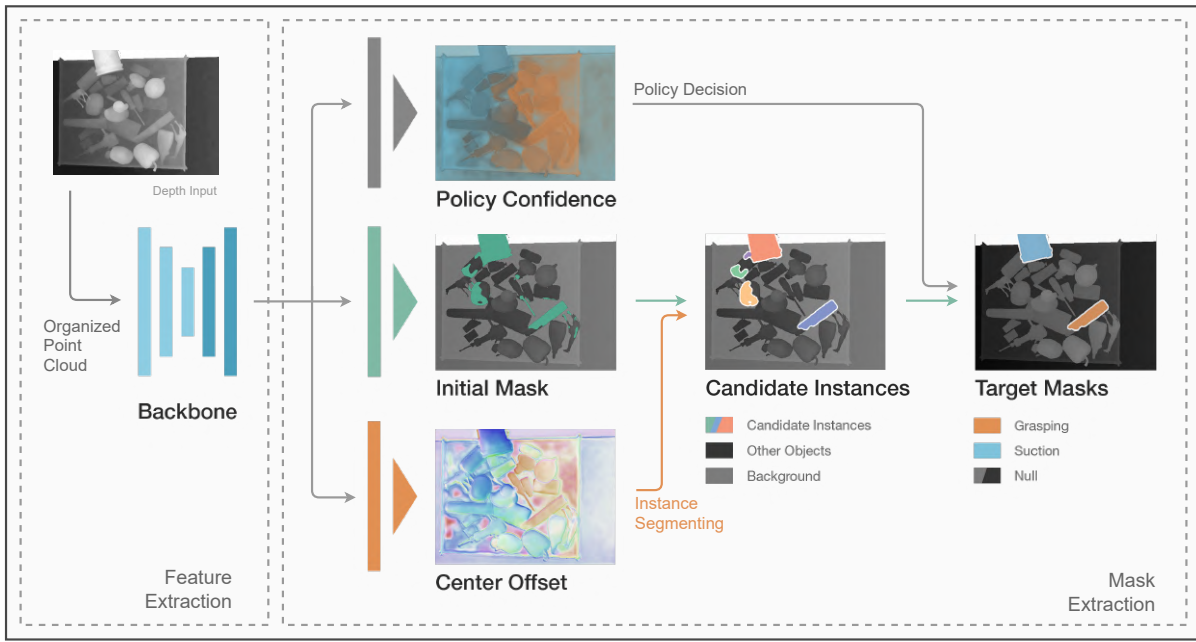 Depth Input
Organized
Point
Cloud
Backbone
Feature
Extraction
Policy Confidence
Policy Decision
Initial Mask
Center Offset
Instance
Segmenting
Candidate Instances
Candidate Instances
Other Objects
Background
Target Masks
Grasping
Suction
Null
Mask
Extraction